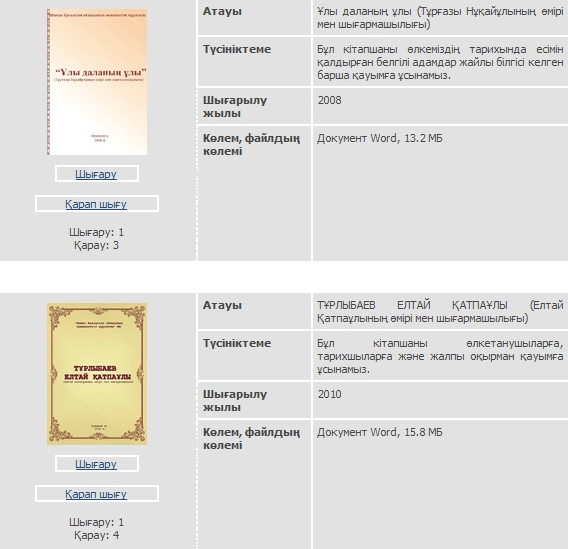 “Ұлы даланың ұлы”
Шығару
Қарап шығу
Шығару: 1
Қарау: 3
Атауы
Ұлы даланың ұлы (Тұрғазы Нұқайұлының өмірі
мен шығармашылығы)
Түсініктеме
Бұл кітапшаны өлкеміздің тарихында есімін
қалдырған белгілі адамдар жайлы білгісі келген
барша қауымға ұсынамыз.
Шығарылу
жылы
2008
Көлем, файлдың
көлемі
Документ Word, 13.2 МБ
ТҰРЛЫБАЕВ
ЕЛТАЙ ҚАТПАҰЛЫ
Шығару
Қарап шығу
Шығару: 1
Қарау: 4
Атауы
ТҰРЛЫБАЕВ ЕЛТАЙ ҚАТПАҰЛЫ (Елтай
Қатпаұлының өмірі мен шығармашылығы)
Түсініктеме
Бұл кітапшаны өлкетанушыларға,
тарихшыларға және жалпы оқырман қауымға
ұсынамыз.
Шығарылу
жылы
2010
Көлем, файлдың
көлемі
Документ Word, 15.8 МБ